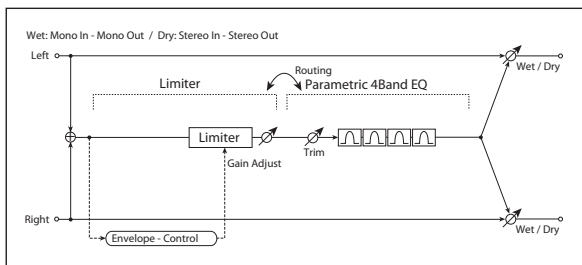 Wet: Mono In - Mono Out / Dry: Stereo In - Stereo Out
Left
Wet / Dry
Routing
Limiter
Parametric 4Band EQ
Limiter
Gain Adjust
Trim
Right
Wet / Dry
Envelope - Control